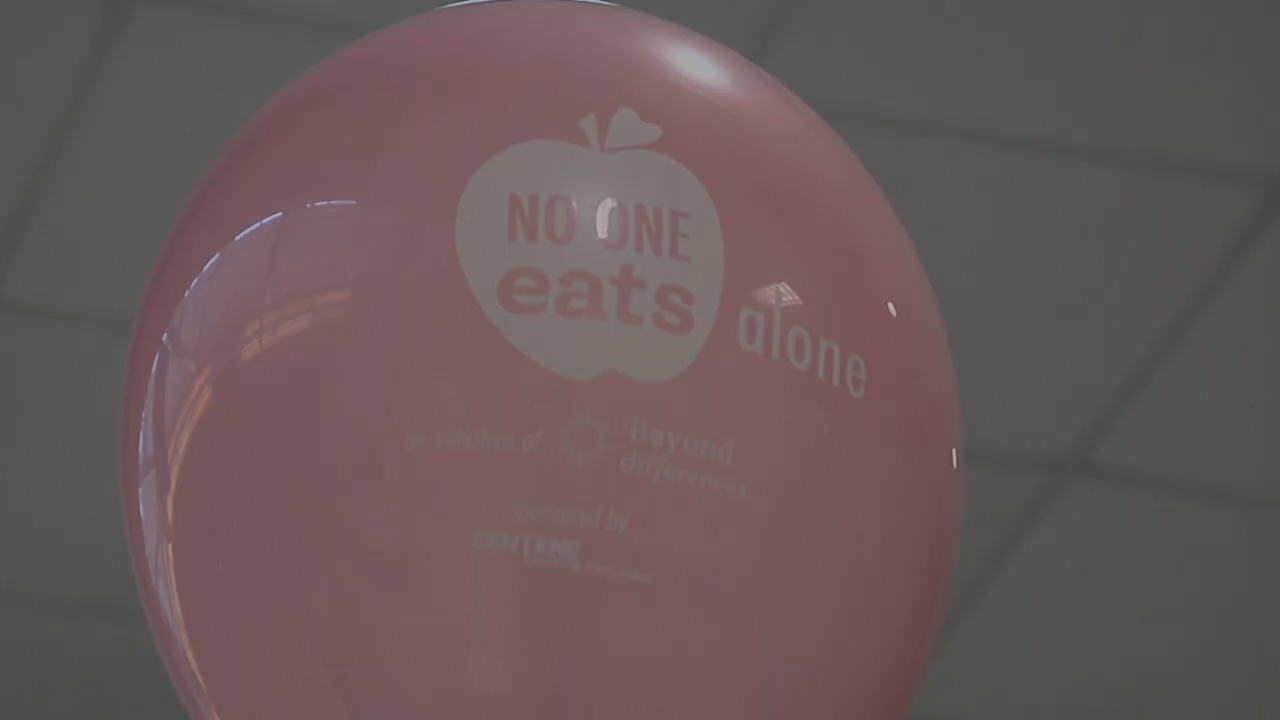 NO ONE
eats
alone
an initiative of
Beyond
differences
sponsored by
CENTENE